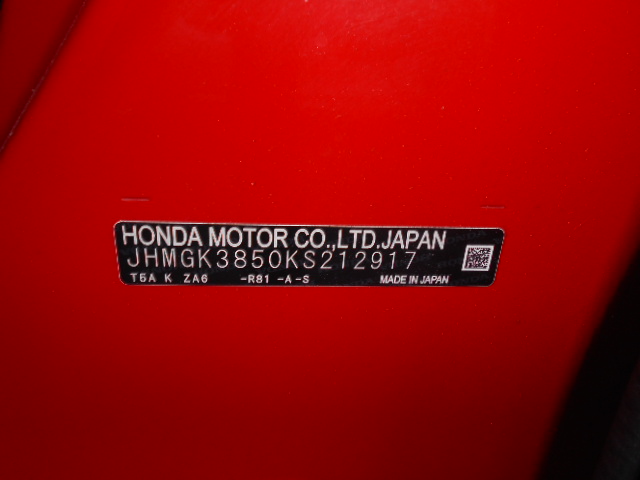 HONDA MOTOR CO.,LTD.JAPAN
JHMGK3850KS212917
T5A K ZA6 -R81 -A -S MADE IN JAPAN